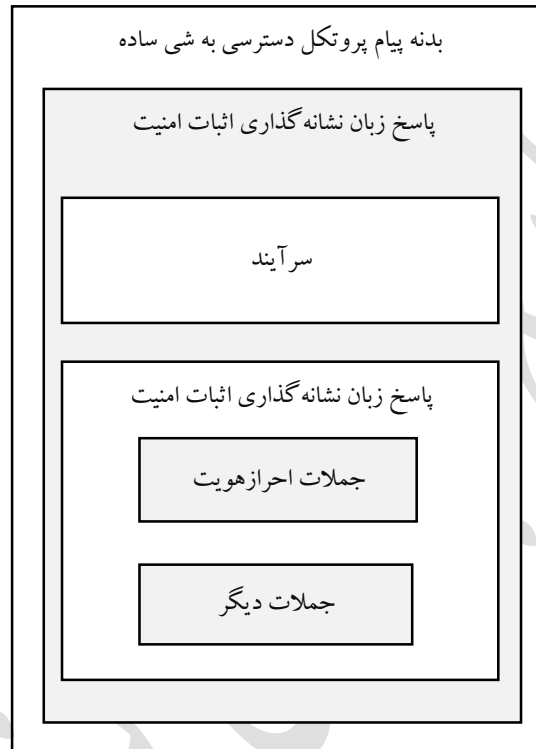 بدنه پیام پروتکل دسترسی به شی ساده
پاسخ زبان نشانه‌گذاری اثبات امنیت
سرآیند
پاسخ زبان نشانه‌گذاری اثبات امنیت
جملات احرازهویت
جملات دیگر